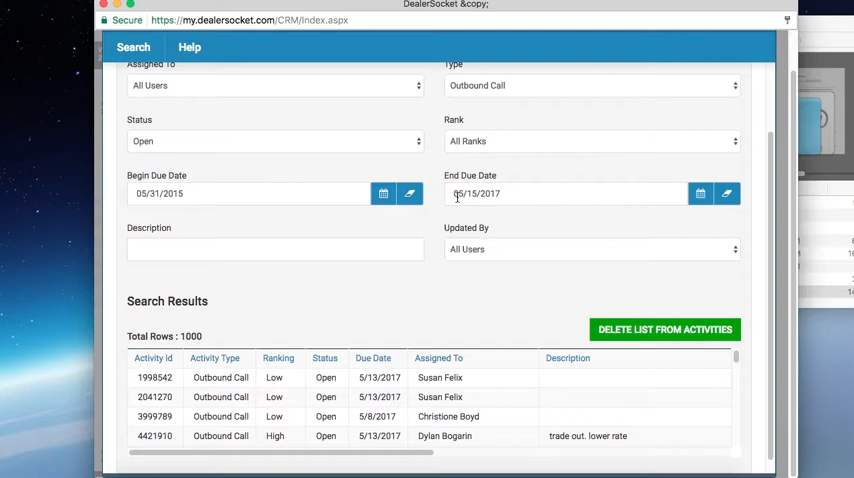 DealerSocket &copy;
Secure https://my.dealersocket.com/CRM/Index.aspx
Search Help
Assigned To Type
All Users Outbound Call
Status Rank
Open All Ranks
Begin Due Date End Due Date
05/31/2015 05/15/2017
Description Updated By
All Users
Search Results
Total Rows : 1000 DELETE LIST FROM ACTIVITIES
Activity Id Activity Type Ranking Status Due Date Assigned To Description
1998542 Outbound Call Low Open 5/13/2017 Susan Felix
2041270 Outbound Call Low Open 5/13/2017 Susan Felix
3999789 Outbound Call Low Open 5/8/2017 Christione Boyd
4421910 Outbound Call High Open 5/13/2017 Dylan Bogarin trade out. lower rate